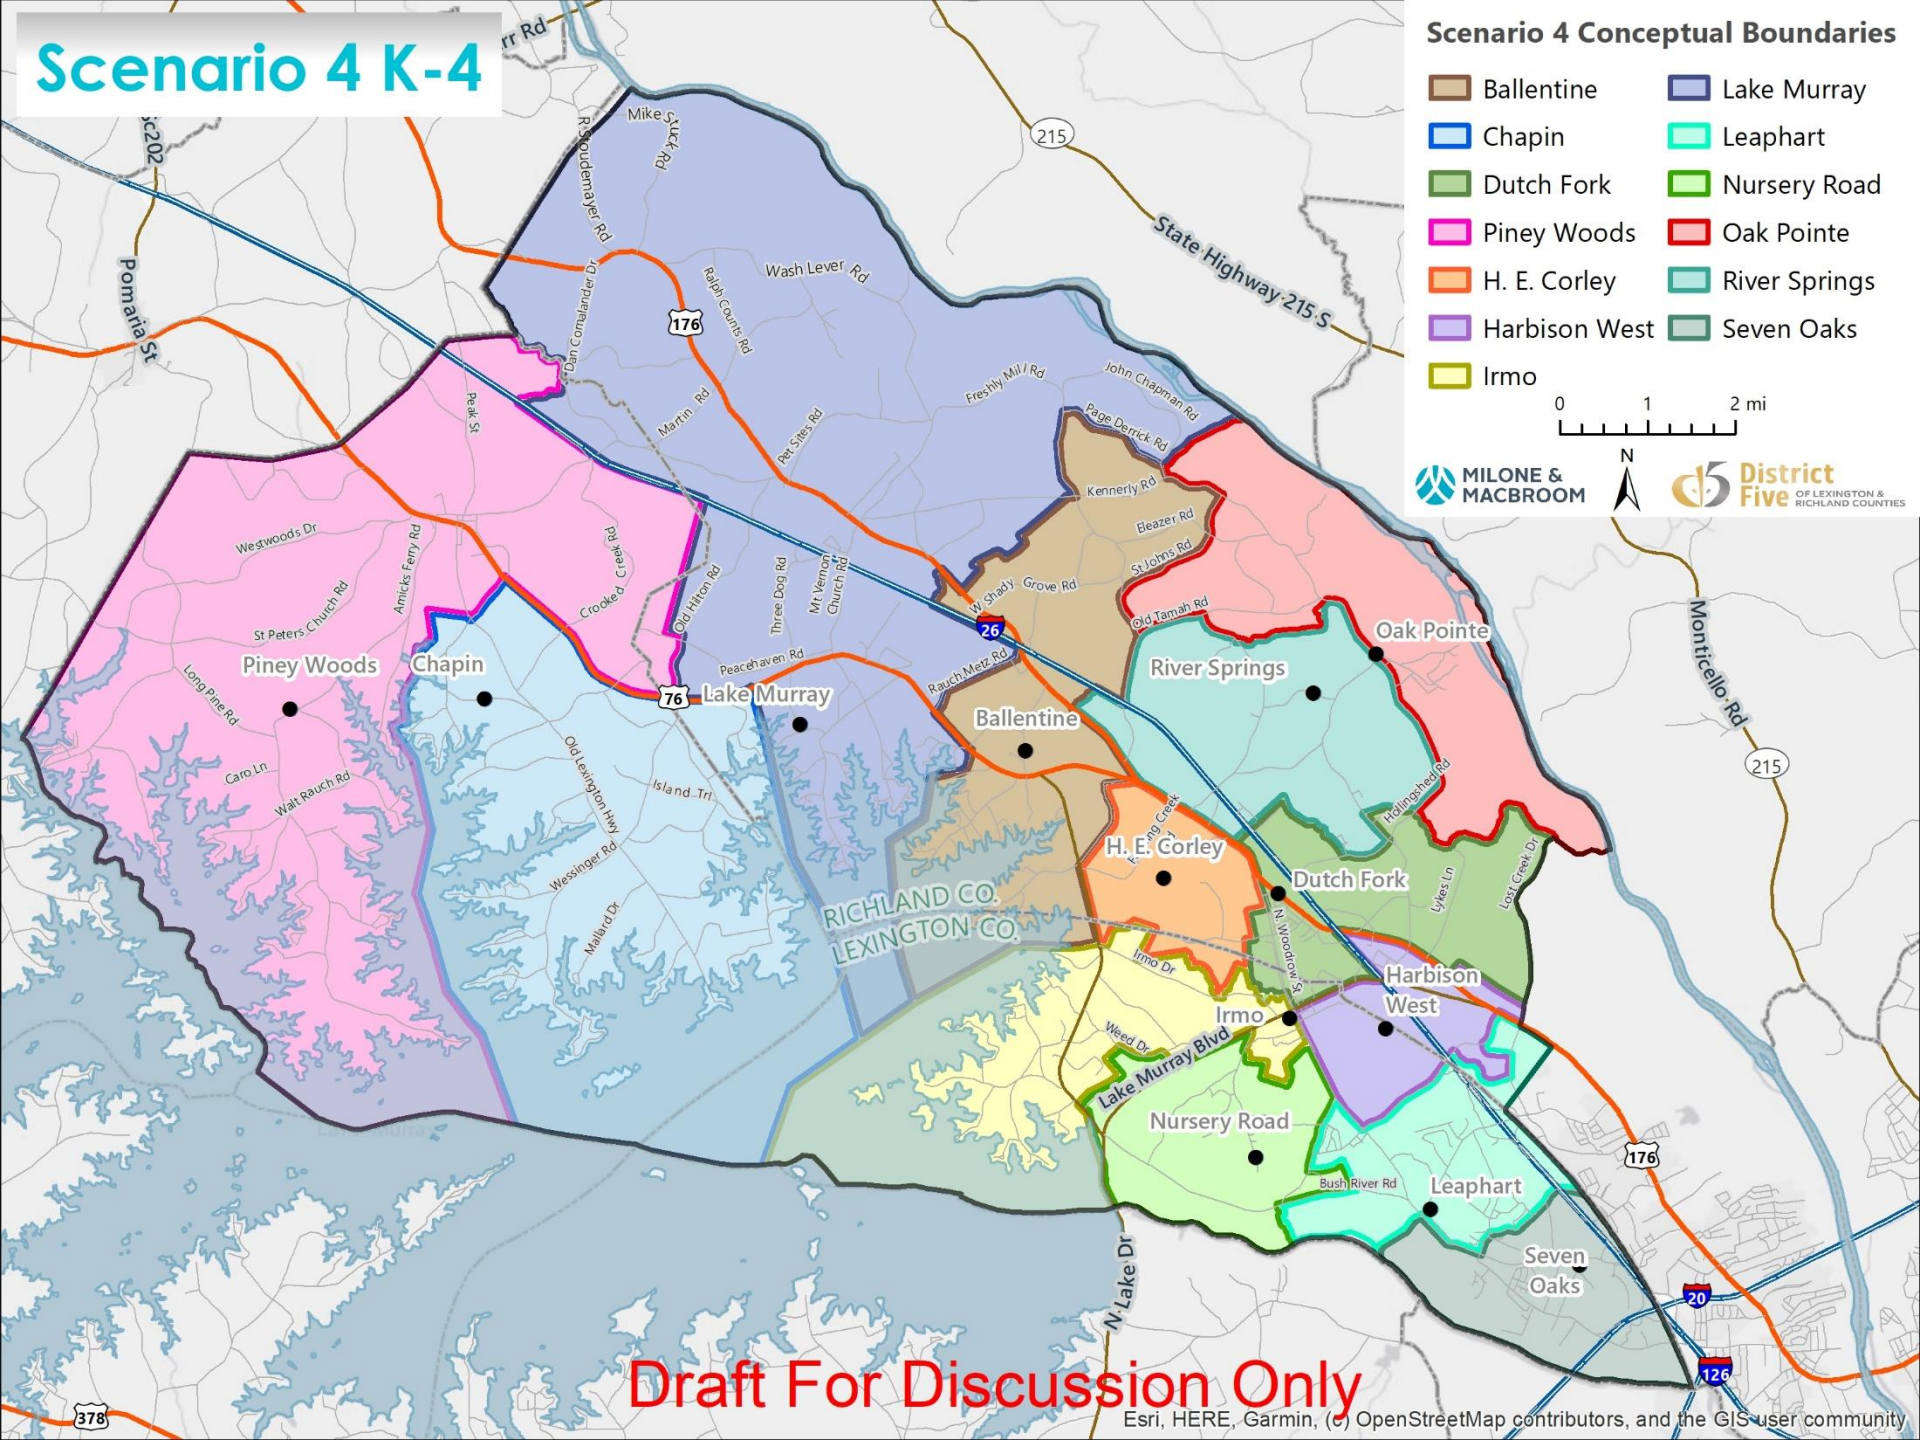 Scenario 4 K-4
rr Rd
Sc202
Pomaria St
R Stoudemayer Rd
Mike Stuck Rd
215
State Highway 215 S
Scenario 4 Conceptual Boundaries
Ballentine
Chapin
Dutch Fork
Piney Woods
H. E. Corley
Harbison West
Irmo
Lake Murray
Leaphart
Nursery Road
Oak Pointe
River Springs
Seven Oaks
0 1 2 mi
MILONE &
MACBROOM
N
District
Five OF LEXINGTON &
RICHLAND COUNTIES
Dan Comalander Dr
176
Ralph Counts Rd
Wash Lever Rd
Martin Rd
Pet Sites Rd
Freshly Mill Rd
John Chapman Rd
Page Derrick Rd
Kennerly Rd
Eleazer Rd
St Johns Rd
Old Tamah Rd
W Shady Grove Rd
26
Peak St
Westwoods Dr
Amicks Ferry Rd
St Peters Church Rd
Crooked Creek Rd
Old Hilton Rd
Three Dog Rd
Mt Vernon
Church Rd
Peacehaven Rd
Rauch Metz Rd
76
Piney Woods
Chapin
Lake Murray
Ballentine
River Springs
Oak Pointe
Monticello Rd
215
Long Pine Rd
Caro Ln
Walt Rauch Rd
Old Lexington Hwy
Island Trl
Wessinger Rd
Mallard Dr
RICHLAND CO.
LEXINGTON CO.
H. E. Corley
Hollingshed Rd
Dutch Fork
Lykes Ln
Lost Creek Dr
N. Woodrow St
Harbison
West
Irmo Dr
Irmo
Weed Dr
Lake Murray Blvd
Nursery Road
Bush River Rd
Leaphart
Seven
Oaks
176
20
126
378
N Lake Dr
Draft For Discussion Only
Esri, HERE, Garmin, (c) OpenStreetMap contributors, and the GIS user community